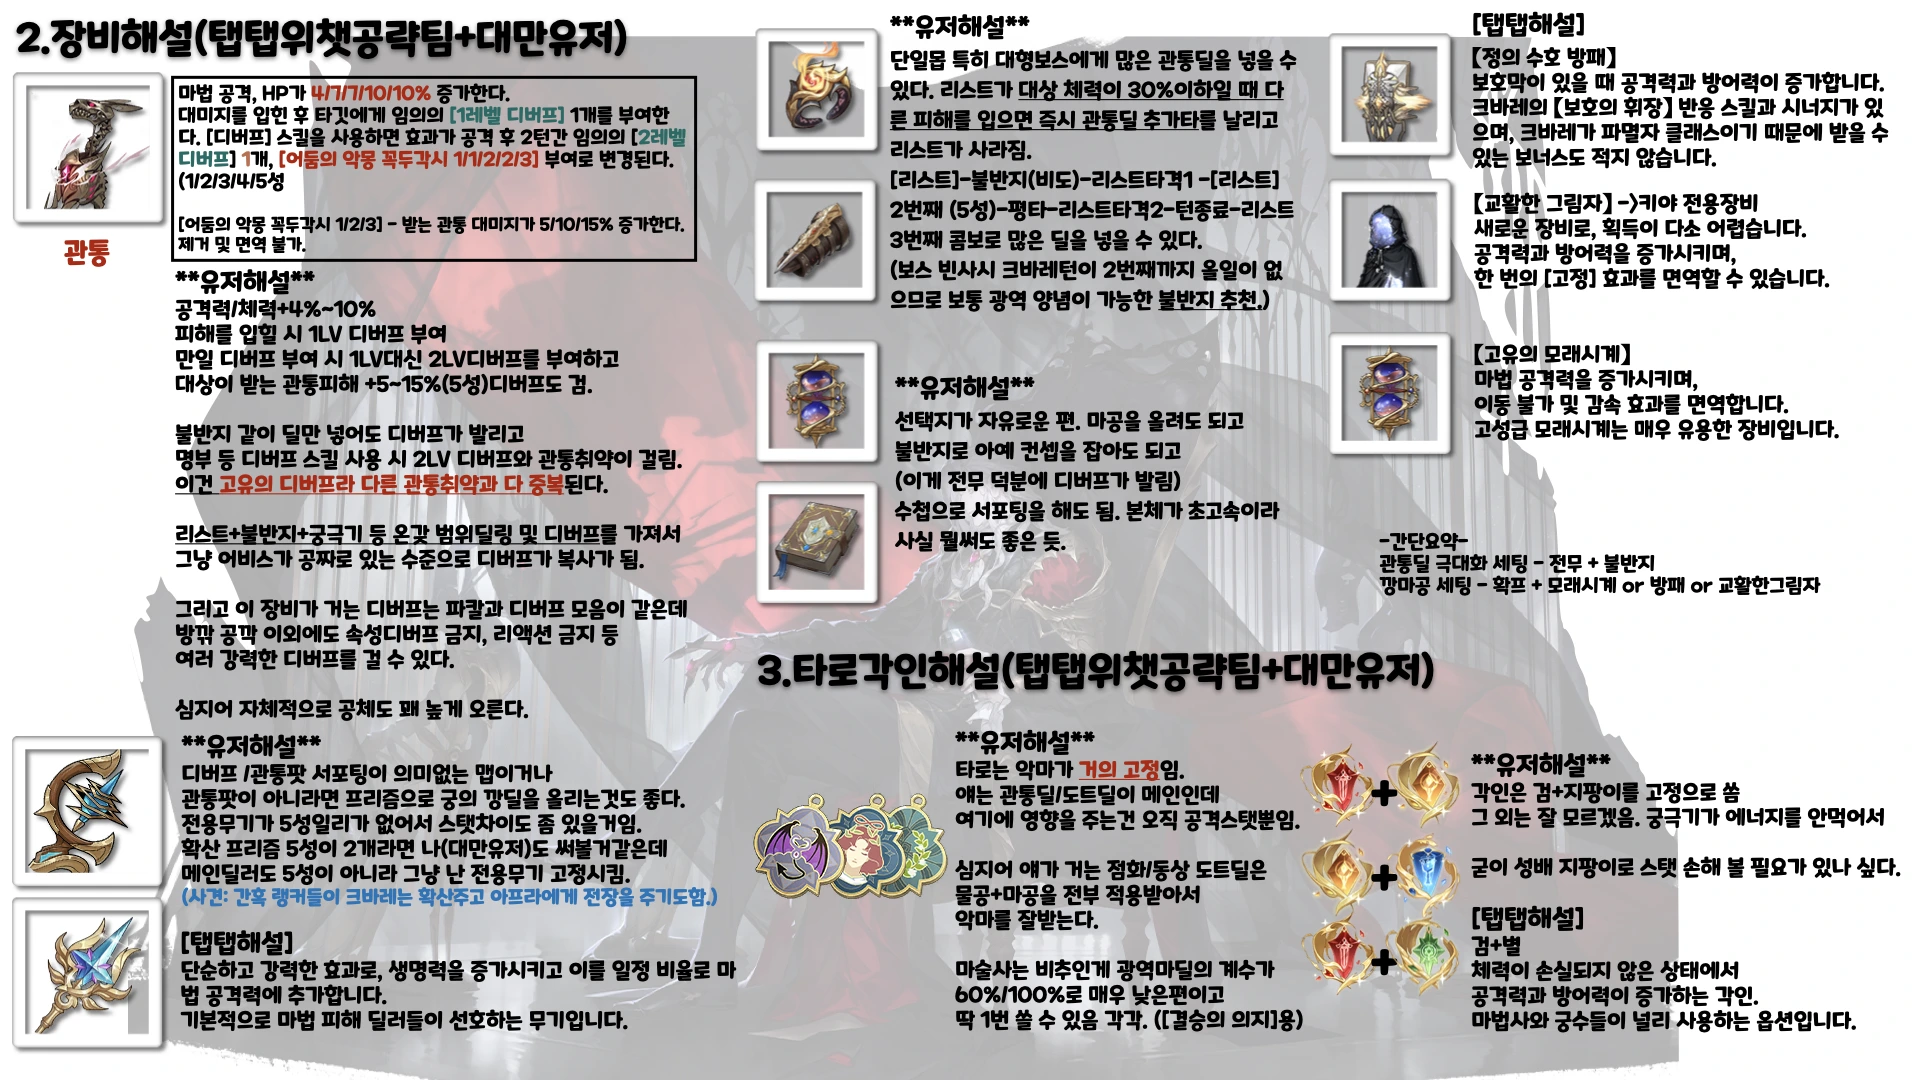 2.장비해설(탭탭위챗공략팀+대만유저)
마법 공격, HP가 4/7/7/10/10% 증가한다.
대미지를 입힌 후 타깃에게 임의의 [1레벨 디버프] 1개를 부여한
다. [디버프] 스킬을 사용하면 효과가 공격 후 2턴간 임의의 [2레벨
디버프] 1개, [어둠의 악몽 꼭두각시 1/1/2/2/3] 부여로 변경된다.
(1/2/3/4/5성
[어둠의 악몽 꼭두각시 1/2/3] - 받는 관통 대미지가 5/10/15% 증가한다.
제거 및 면역 불가.
관통
**유저해설**
공격력/체력+4%~10%
피해를 입힐 시 1LV 디버프 부여
만일 디버프 부여 시 1LV대신 2LV디버프를 부여하고
대상이 받는 관통피해 +5~15%(5성)디버프도 검.
불반지 같이 딜만 넣어도 디버프가 발리고
명부 등 디버프 스킬 사용 시 2LV 디버프와 관통취약이 걸림.
이건 고유의 디버프라 다른 관통취약과 다 중복된다.
리스트+불반지+궁극기 등 온갖 범위딜링 및 디버프를 가져서
그냥 어비스가 공짜로 있는 수준으로 디버프가 복사가 됨.
그리고 이 장비가 거는 디버프는 파칼과 디버프 모음이 같은데
방깎 공깍 이외에도 속성디버프 금지, 리액션 금지 등
여러 강력한 디버프를 걸 수 있다.
심지어 자체적으로 공체도 꽤 높게 오른다.
**유저해설**
디버프 /관통팟 서포팅이 의미없는 맵이거나
관통팟이 아니라면 프리즘으로 궁의 깡딜을 올리는것도 좋다.
전용무기가 5성일리가 없어서 스탯차이도 좀 있을거임.
확산 프리즘 5성이 2개라면 나(대만유저)도 써볼거같은데
메인딜러도 5성이 아니라 그냥 난 전용무기 고정시킴.
(사견: 간혹 랭커들이 크바레는 확산주고 아프라에게 전장을 주기도함.)
[탭탭해설]
단순하고 강력한 효과로, 생명력을 증가시키고 이를 일정 비율로 마
법 공격력에 추가합니다.
기본적으로 마법 피해 딜러들이 선호하는 무기입니다.
**유저해설**
단일몹 특히 대형보스에게 많은 관통딜을 넣을 수
있다. 리스트가 대상 체력이 30%이하일 때 다
른 피해를 입으면 즉시 관통딜 추가타를 날리고
리스트가 사라짐.
[리스트]-불반지(비도)-리스트타격1 -[리스트]
2번째 (5성)-평타-리스트타격2-턴종료-리스트
3번째 콤보로 많은 딜을 넣을 수 있다.
(보스 빈사시 크바레턴이 2번째까지 올일이 없
으므로 보통 광역 양념이 가능한 불반지 추천.)
**유저해설**
선택지가 자유로운 편. 마공을 올려도 되고
불반지로 아예 컨셉을 잡아도 되고
(이게 전무 덕분에 디버프가 발림)
수첩으로 서포팅을 해도 됨. 본체가 초고속이라
사실 뭘써도 좋은 듯.
[탭탭해설]
【정의 수호 방패】
보호막이 있을 때 공격력과 방어력이 증가합니다.
크바레의 【보호의 휘장】 반응 스킬과 시너지가 있
으며, 크바레가 파멸자 클래스이기 때문에 받을 수
있는 보너스도 적지 않습니다.
【교활한 그림자】 ->키야 전용장비
새로운 장비로, 획득이 다소 어렵습니다.
공격력과 방어력을 증가시키며,
한 번의 [고정] 효과를 면역할 수 있습니다.
【고유의 모래시계】
마법 공격력을 증가시키며,
이동 불가 및 감속 효과를 면역합니다.
고성급 모래시계는 매우 유용한 장비입니다.
-간단요약-
관통딜 극대화 세팅 - 전무 + 불반지
깡마공 세팅 - 확프 + 모래시계 or 방패 or 교활한그림자
3.타로각인해설(탭탭위챗공략팀+대만유저)
**유저해설**
타로는 악마가 거의 고정임.
얘는 관통딜/도트딜이 메인인데
여기에 영향을 주는건 오직 공격스탯뿐임.
심지어 얘가 거는 점화/동상 도트딜은
물공+마공을 전부 적용받아서
악마를 잘받는다.
마술사는 비추인게 광역마딜의 계수가
60%/100%로 매우 낮은편이고
딱 1번 쓸 수 있음 각각. ([결승의 의지]용)
**유저해설**
각인은 검+지팡이를 고정으로 씀
그 외는 잘 모르겠음. 궁극기가 에너지를 안먹어서
굳이 성배 지팡이로 스탯 손해 볼 필요가 있나 싶다.
[탭탭해설]
검+별
체력이 손실되지 않은 상태에서
공격력과 방어력이 증가하는 각인.
마법사와 궁수들이 널리 사용하는 옵션입니다.